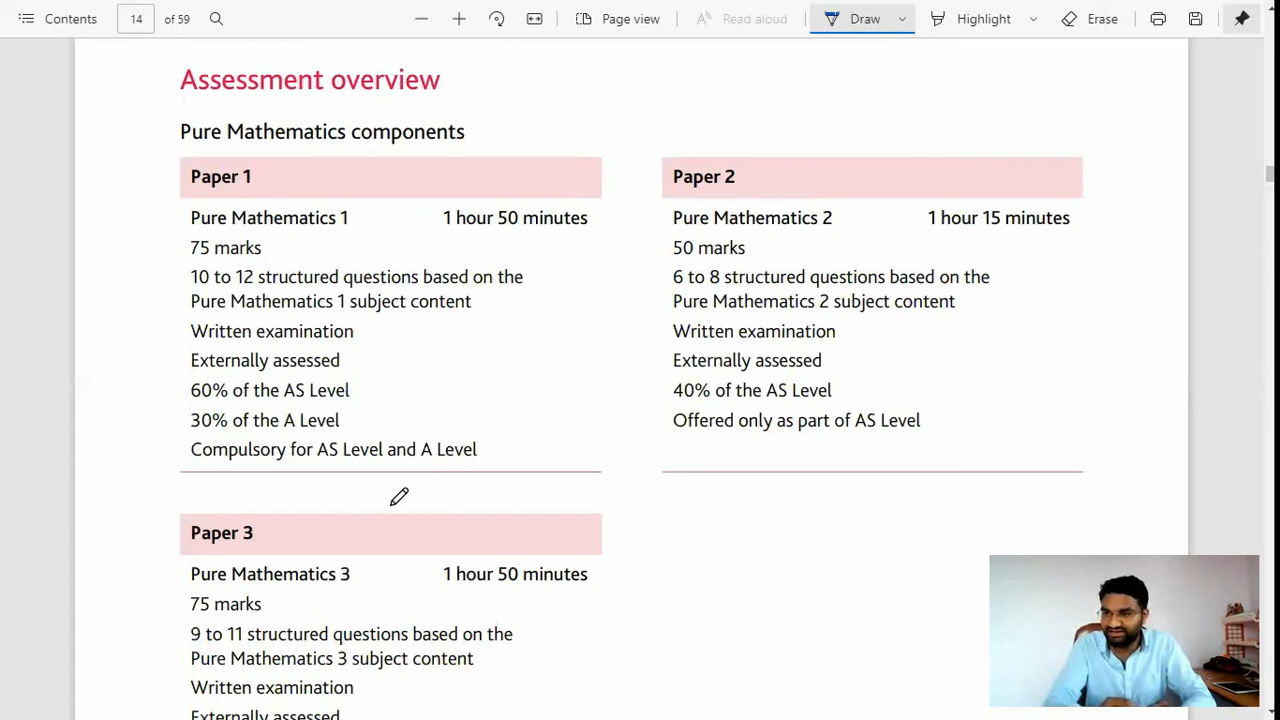 Contents
14
of 59
Page view
Read aloud
Draw
Highlight
Erase
Assessment overview
Pure Mathematics components
Paper 1
Pure Mathematics 1 1 hour 50 minutes
75 marks
10 to 12 structured questions based on the
Pure Mathematics 1 subject content
Written examination
Externally assessed
60% of the AS Level
30% of the A Level
Compulsory for AS Level and A Level
Paper 2
Pure Mathematics 2 1 hour 15 minutes
50 marks
6 to 8 structured questions based on the
Pure Mathematics 2 subject content
Written examination
Externally assessed
40% of the AS Level
Offered only as part of AS Level
Paper 3
Pure Mathematics 3 1 hour 50 minutes
75 marks
9 to 11 structured questions based on the
Pure Mathematics 3 subject content
Written examination
Externally assessed